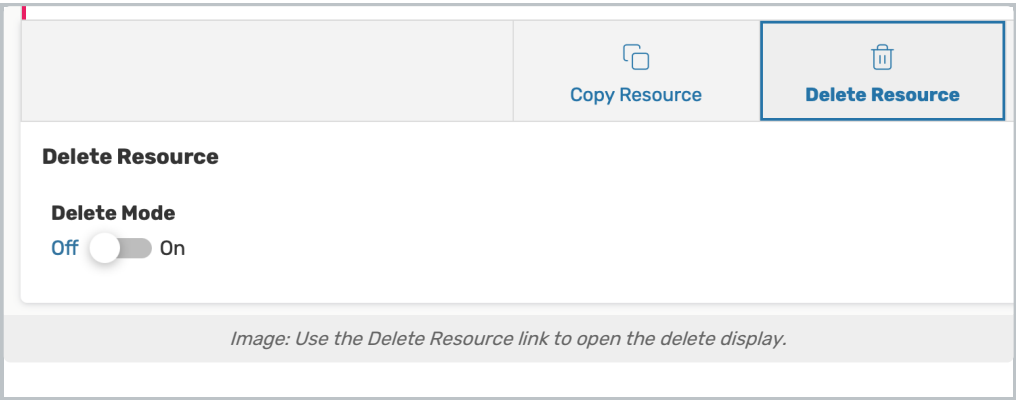 Copy Resource
Delete Resource
Delete Resource
Delete Mode
Off On
Image: Use the Delete Resource link to open the delete display.